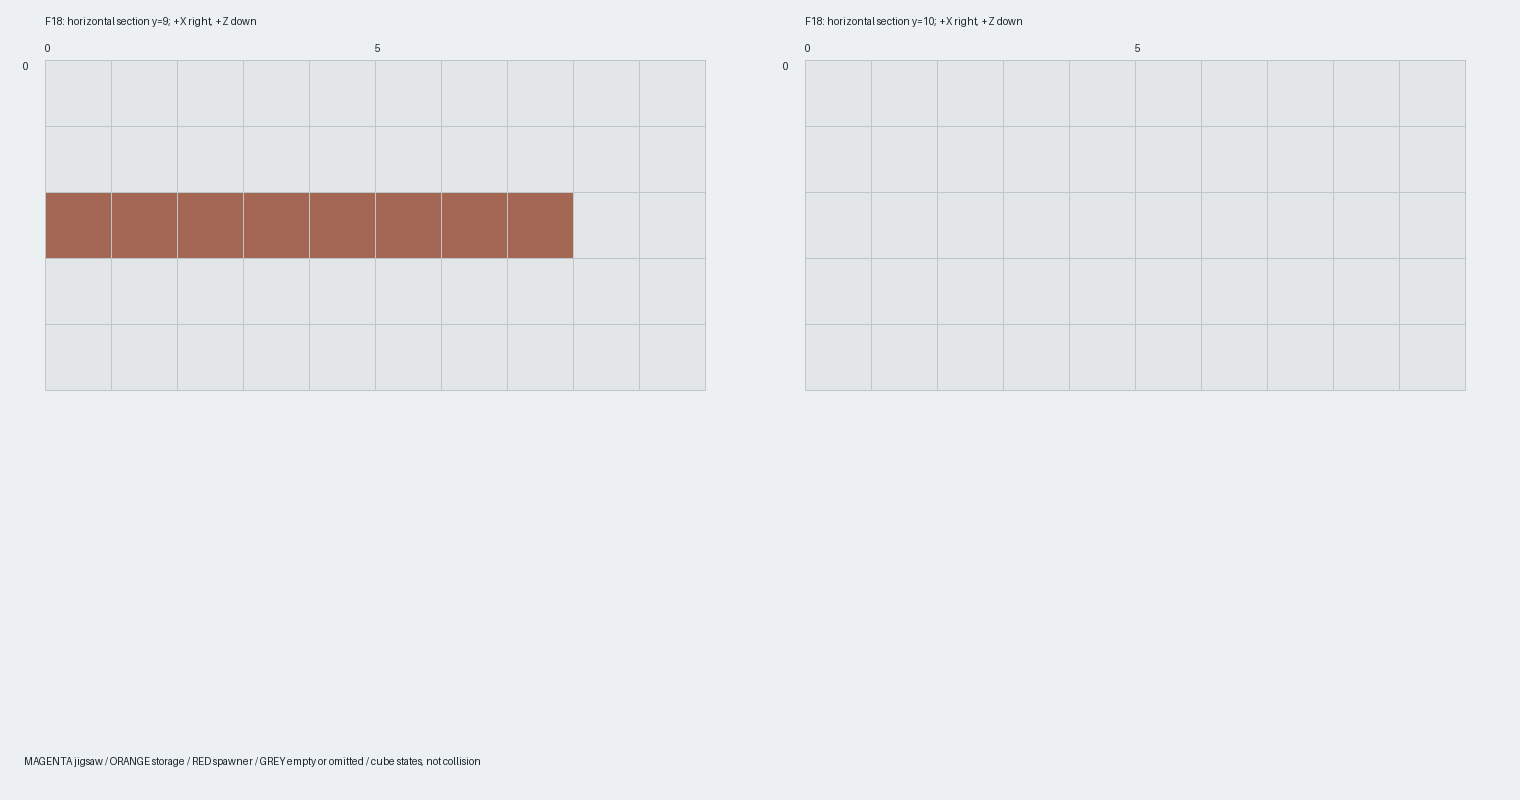 F18: horizontal section y=9; +X right, +Z down
0 5
0
F18: horizontal section y=10; +X right, +Z down
0 5
0
MAGENTA jigsaw / ORANGE storage / RED spawner / GREY empty or omitted / cube states, not collision